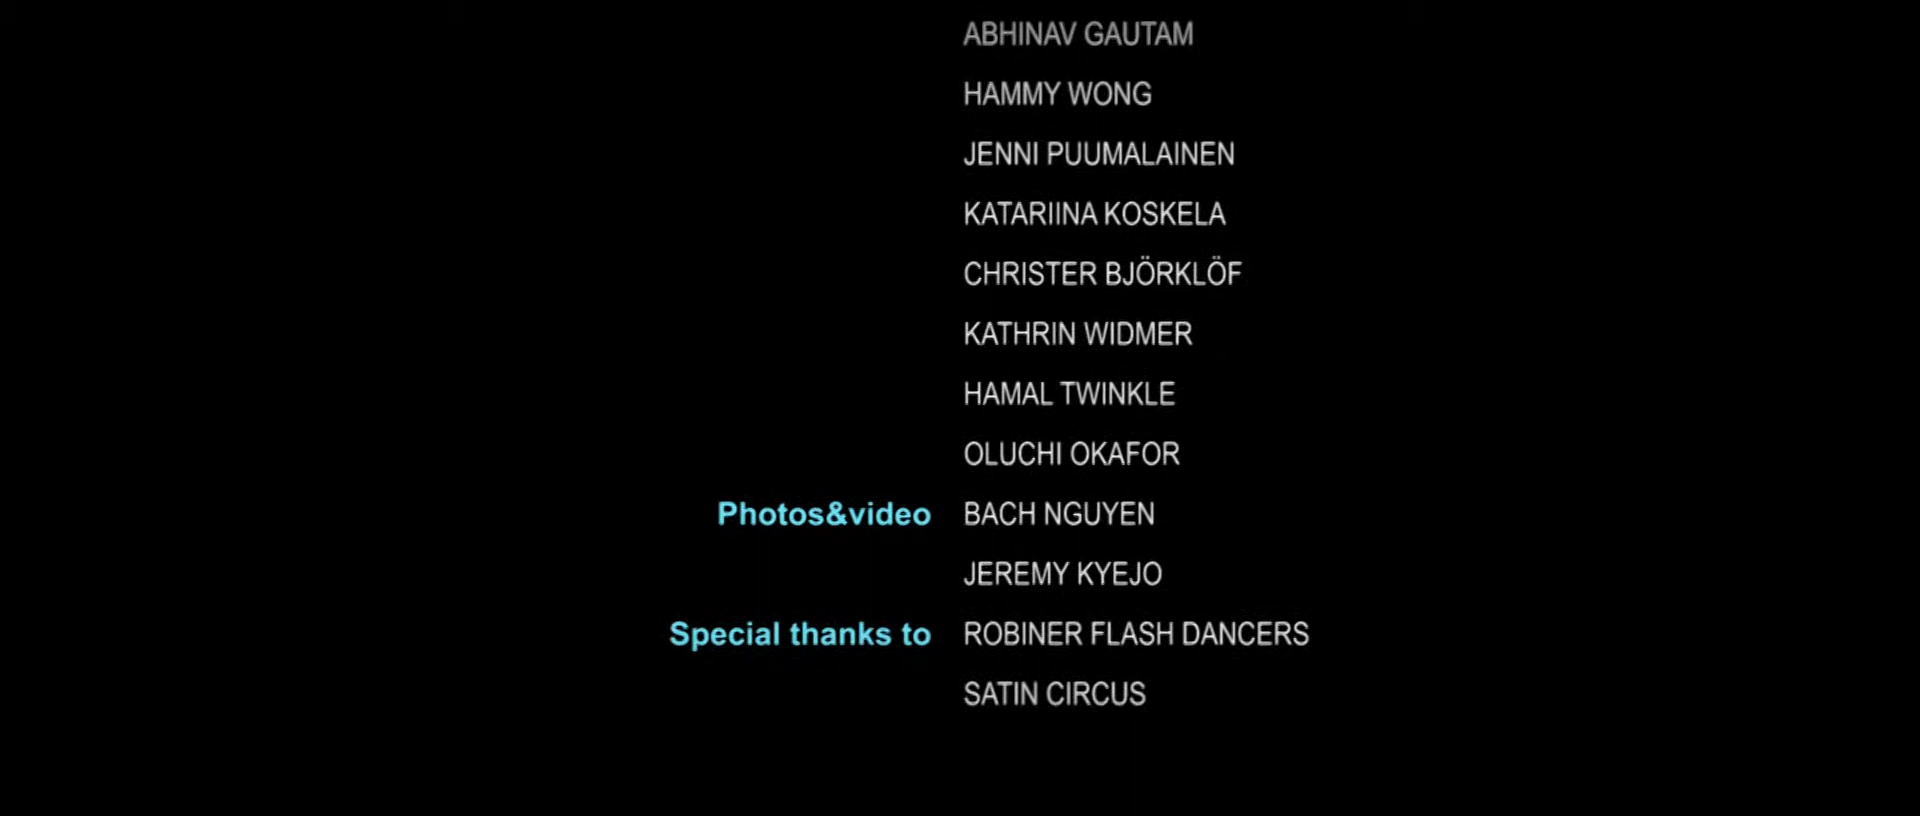 ABHINAV GAUTAM
HAMMY WONG
JENNI PUUMALAINEN
KATARIINA KOSKELA
CHRISTER BJÖRKLÖF
KATHRIN WIDMER
HAMAL TWINKLE
OLUCHI OKAFOR
Photos&video BACH NGUYEN
JEREMY KYEJO
Special thanks to ROBINER FLASH DANCERS
SATIN CIRCUS